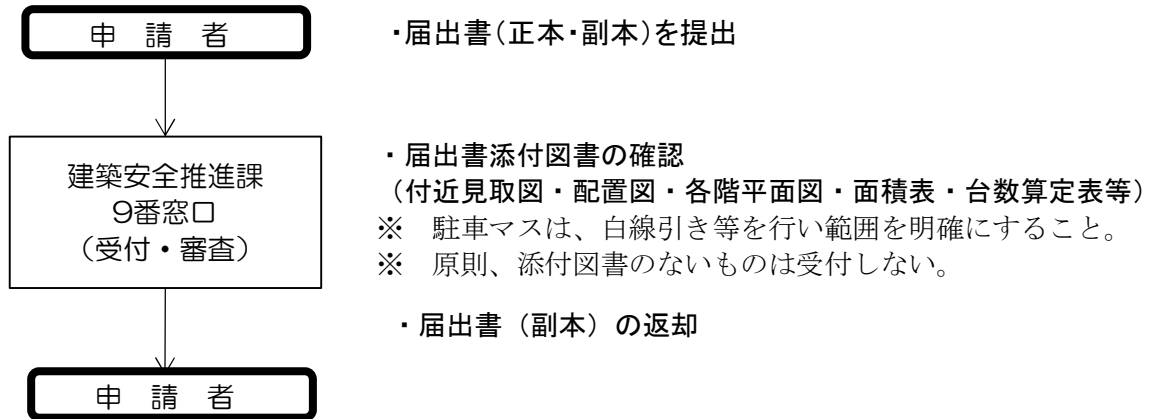 申 請 者
・届出書（正本・副本）を提出
建築安全推進課
9番窓口
（受付・審査）
・届出書添付図書の確認
（付近見取図・配置図・各階平面図・面積表・台数算定表等）
※ 駐車マスは、白線引き等を行い範囲を明確にすること。
※ 原則、添付図書のないものは受付しない。
・届出書（副本）の返却
申 請 者